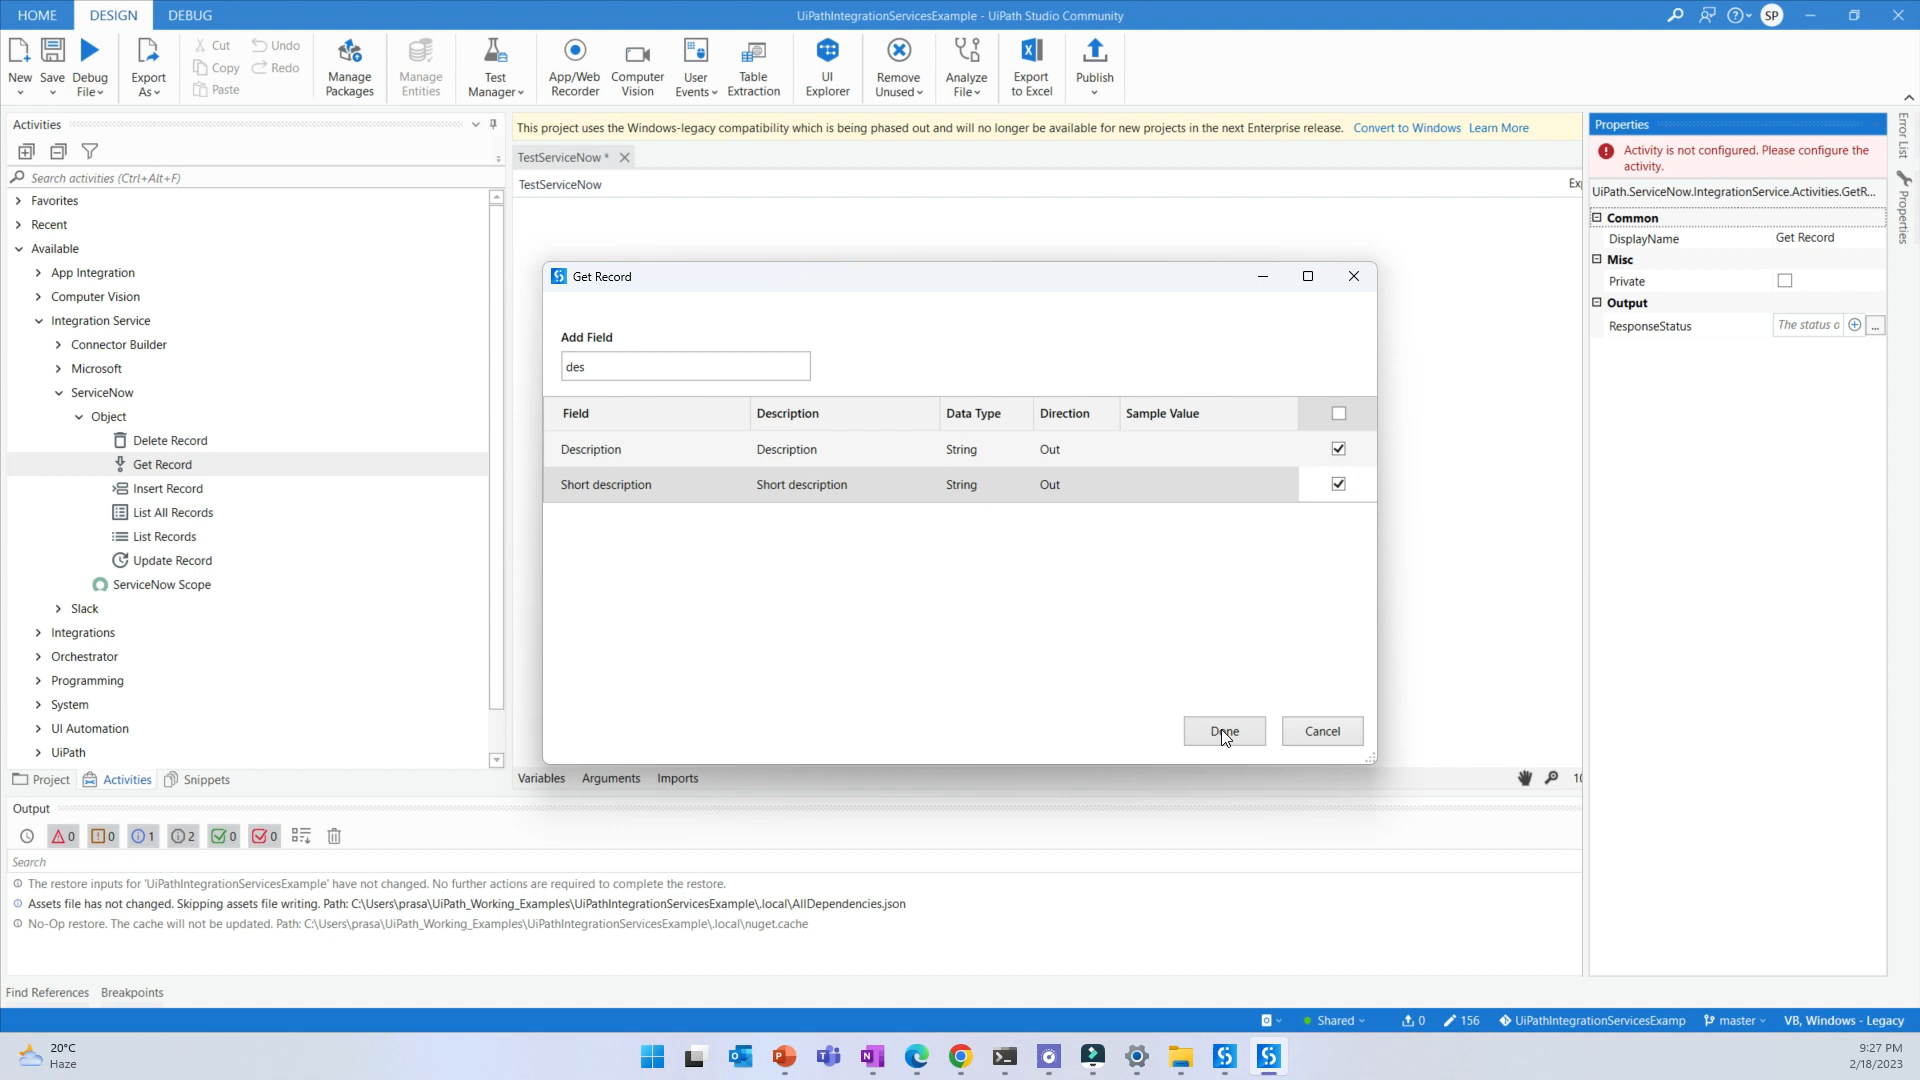 HOME DESIGN DEBUG UiPathIntegrationServicesExample - UiPath Studio Community SP
New Save Debug File Export As Cut Copy Paste Undo Redo Manage Packages Manage Entities Test Manager App/Web Recorder Computer Vision User Events Table Extraction UI Explorer Remove Unused Analyze File Export to Excel Publish
Activities
Search activities (Ctrl+Alt+F)
Favorites
Recent
Available
App Integration
Computer Vision
Integration Service
Connector Builder
Microsoft
ServiceNow
Object
Delete Record
Get Record
Insert Record
List All Records
List Records
Update Record
ServiceNow Scope
Slack
Integrations
Orchestrator
Programming
System
UI Automation
UiPath
Project Activities Snippets
This project uses the Windows-legacy compatibility which is being phased out and will no longer be available for new projects in the next Enterprise release. Convert to Windows Learn More
TestServiceNow *
TestServiceNow
Get Record
Add Field
des
Field Description Data Type Direction Sample Value
Description Description String Out
Short description Short description String Out
Done Cancel
Variables Arguments Imports
Properties
Activity is not configured. Please configure the
activity.
UiPath.ServiceNow.IntegrationService.Activities.GetR...
Common
DisplayName Get Record
Misc
Private
Output
ResponseStatus The status o ...
Error List
Properties
Output
0 0 1 2 0 0
Search
The restore inputs for 'UiPathIntegrationServicesExample' have not changed. No further actions are required to complete the restore.
Assets file has not changed. Skipping assets file writing. Path: C:\Users\prasa\UiPath_Working_Examples\UiPathIntegrationServicesExample\.local\AllDependencies.json
No-Op restore. The cache will not be updated. Path: C:\Users\prasa\UiPath_Working_Examples\UiPathIntegrationServicesExample\.local\nuget.cache
Find References Breakpoints
Shared 0 156 UiPathIntegrationServicesExamp master VB, Windows - Legacy
20°C
Haze
9:27 PM
2/18/2023